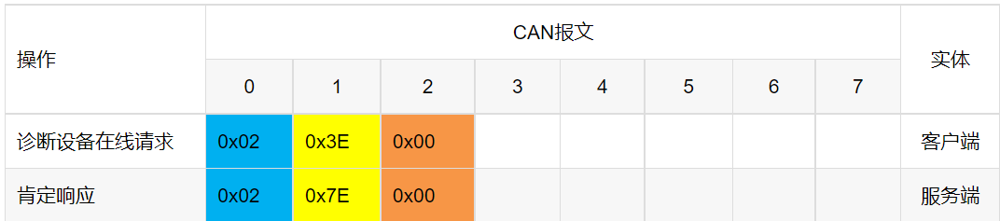 操作 CAN报文 实体
0 1 2 3 4 5 6 7
诊断设备在线请求 0x02 0x3E 0x00 客户端
肯定响应 0x02 0x7E 0x00 服务端